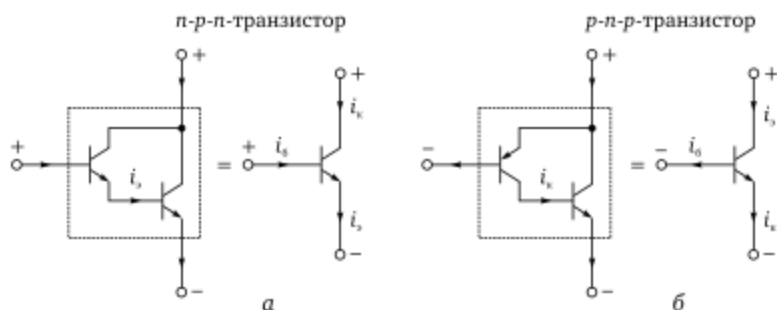 n-p-n-транзистор
p-n-p-транзистор
+
+
iк
+
iэ
=
+
iб
iэ
−
−
а
+
+
iэ
−
iк
=
−
iб
iк
−
−
б